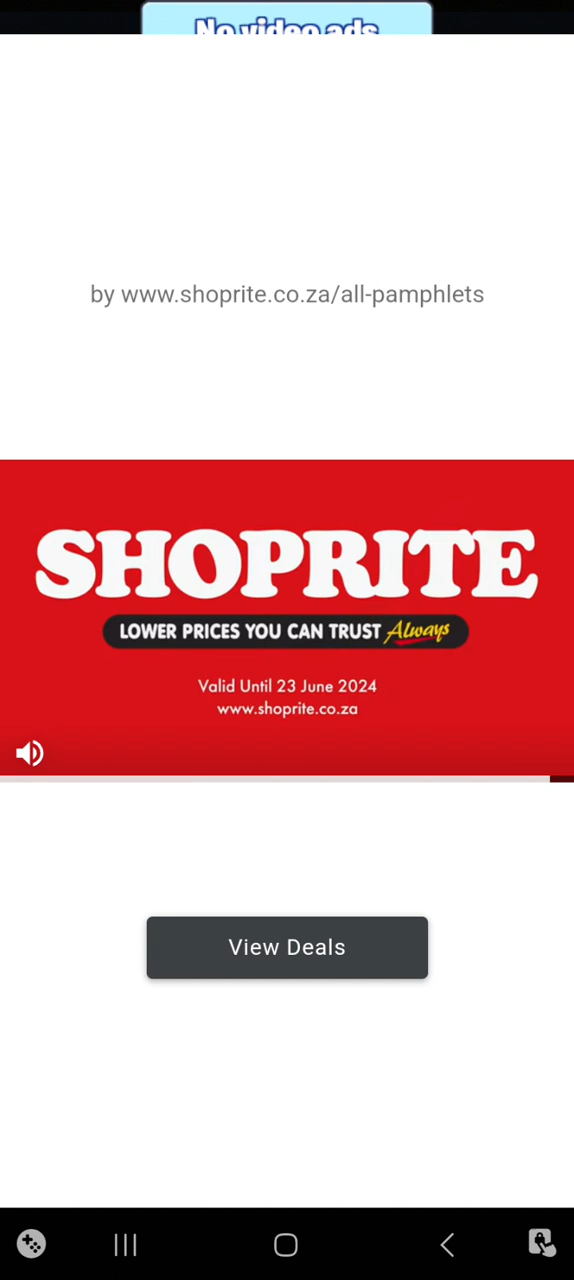 No video ads
by www.shoprite.co.za/all-pamphlets
SHOPRITE
LOWER PRICES YOU CAN TRUST Always
Valid Until 23 June 2024
www.shoprite.co.za
View Deals